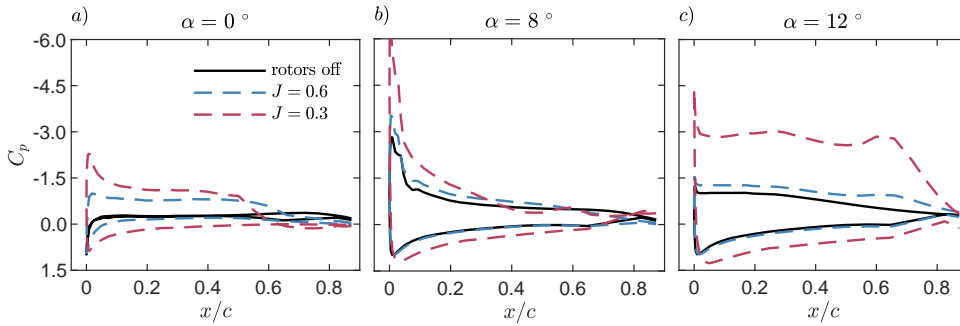 a) α = 0 ° b) α = 8 ° c) α = 12 °
-6.0
-4.5
-3.0
-1.5
0.0
1.5
C_p
rotors off
J = 0.6
J = 0.3
0 0.2 0.4 0.6 0.8 0 0.2 0.4 0.6 0.8 0 0.2 0.4 0.6 0.8
x/c x/c x/c